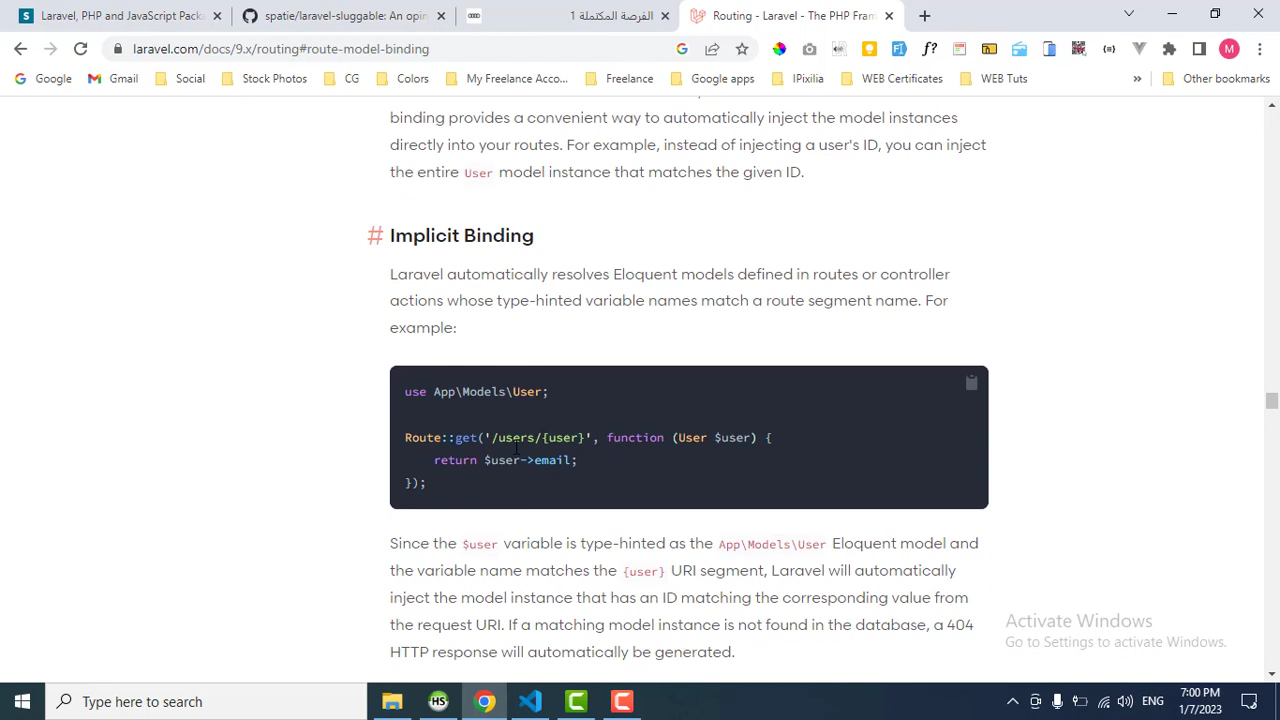 Laravel, PHP and JavaScript Pack
spatie/laravel-sluggable: An opin
القرصة المكتملة 1
Routing - Laravel - The PHP Fram
laravel.com/docs/9.x/routing#route-model-binding
Google
Gmail
Social
Stock Photos
CG
Colors
My Freelance Acco...
Freelance
Google apps
IPixilia
WEB Certificates
WEB Tuts
Other bookmarks
binding provides a convenient way to automatically inject the model instances
directly into your routes. For example, instead of injecting a user's ID, you can inject
the entire User model instance that matches the given ID.
# Implicit Binding
Laravel automatically resolves Eloquent models defined in routes or controller
actions whose type-hinted variable names match a route segment name. For
example:
use App\Models\User;
Route::get('/users/{user}', function (User $user) {
return $user->email;
});
Since the $user variable is type-hinted as the App\Models\User Eloquent model and
the variable name matches the {user} URI segment, Laravel will automatically
inject the model instance that has an ID matching the corresponding value from
the request URI. If a matching model instance is not found in the database, a 404
HTTP response will automatically be generated.
Activate Windows
Go to Settings to activate Windows.
Type here to search
HS
ENG
7:00 PM
1/7/2023